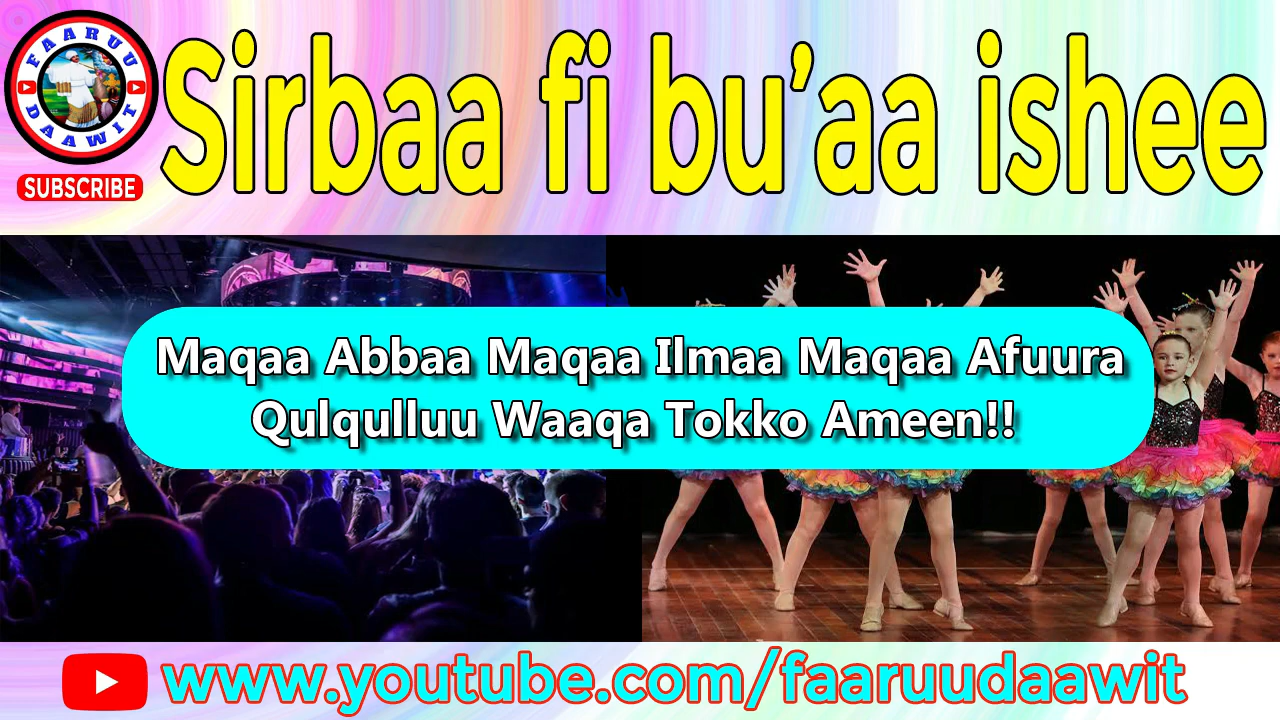 FAARUU
DAAWIT
SUBSCRIBE
Sirbaa fi bu’aa ishee
Maqaa Abbaa Maqaa Ilmaa Maqaa Afuura
Qulqulluu Waaqa Tokko Ameen!!
www.youtube.com/faaruudaawit